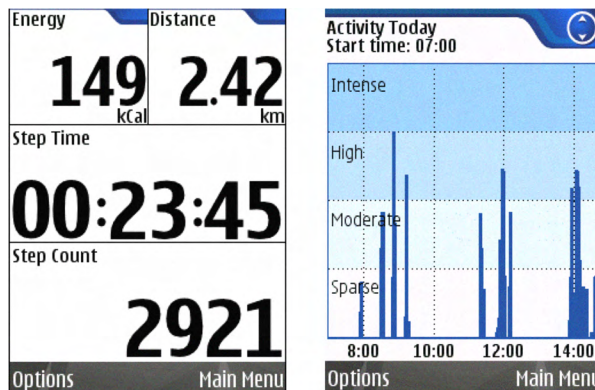 Energy
Distance
149
kCal
2.42
km
Step Time
00:23:45
Step Count
2921
Options
Main Menu
Activity Today
Start time: 07:00
Intense
High
Moderate
Sparse
8:00
10:00
12:00
14:00
Options
Main Menu